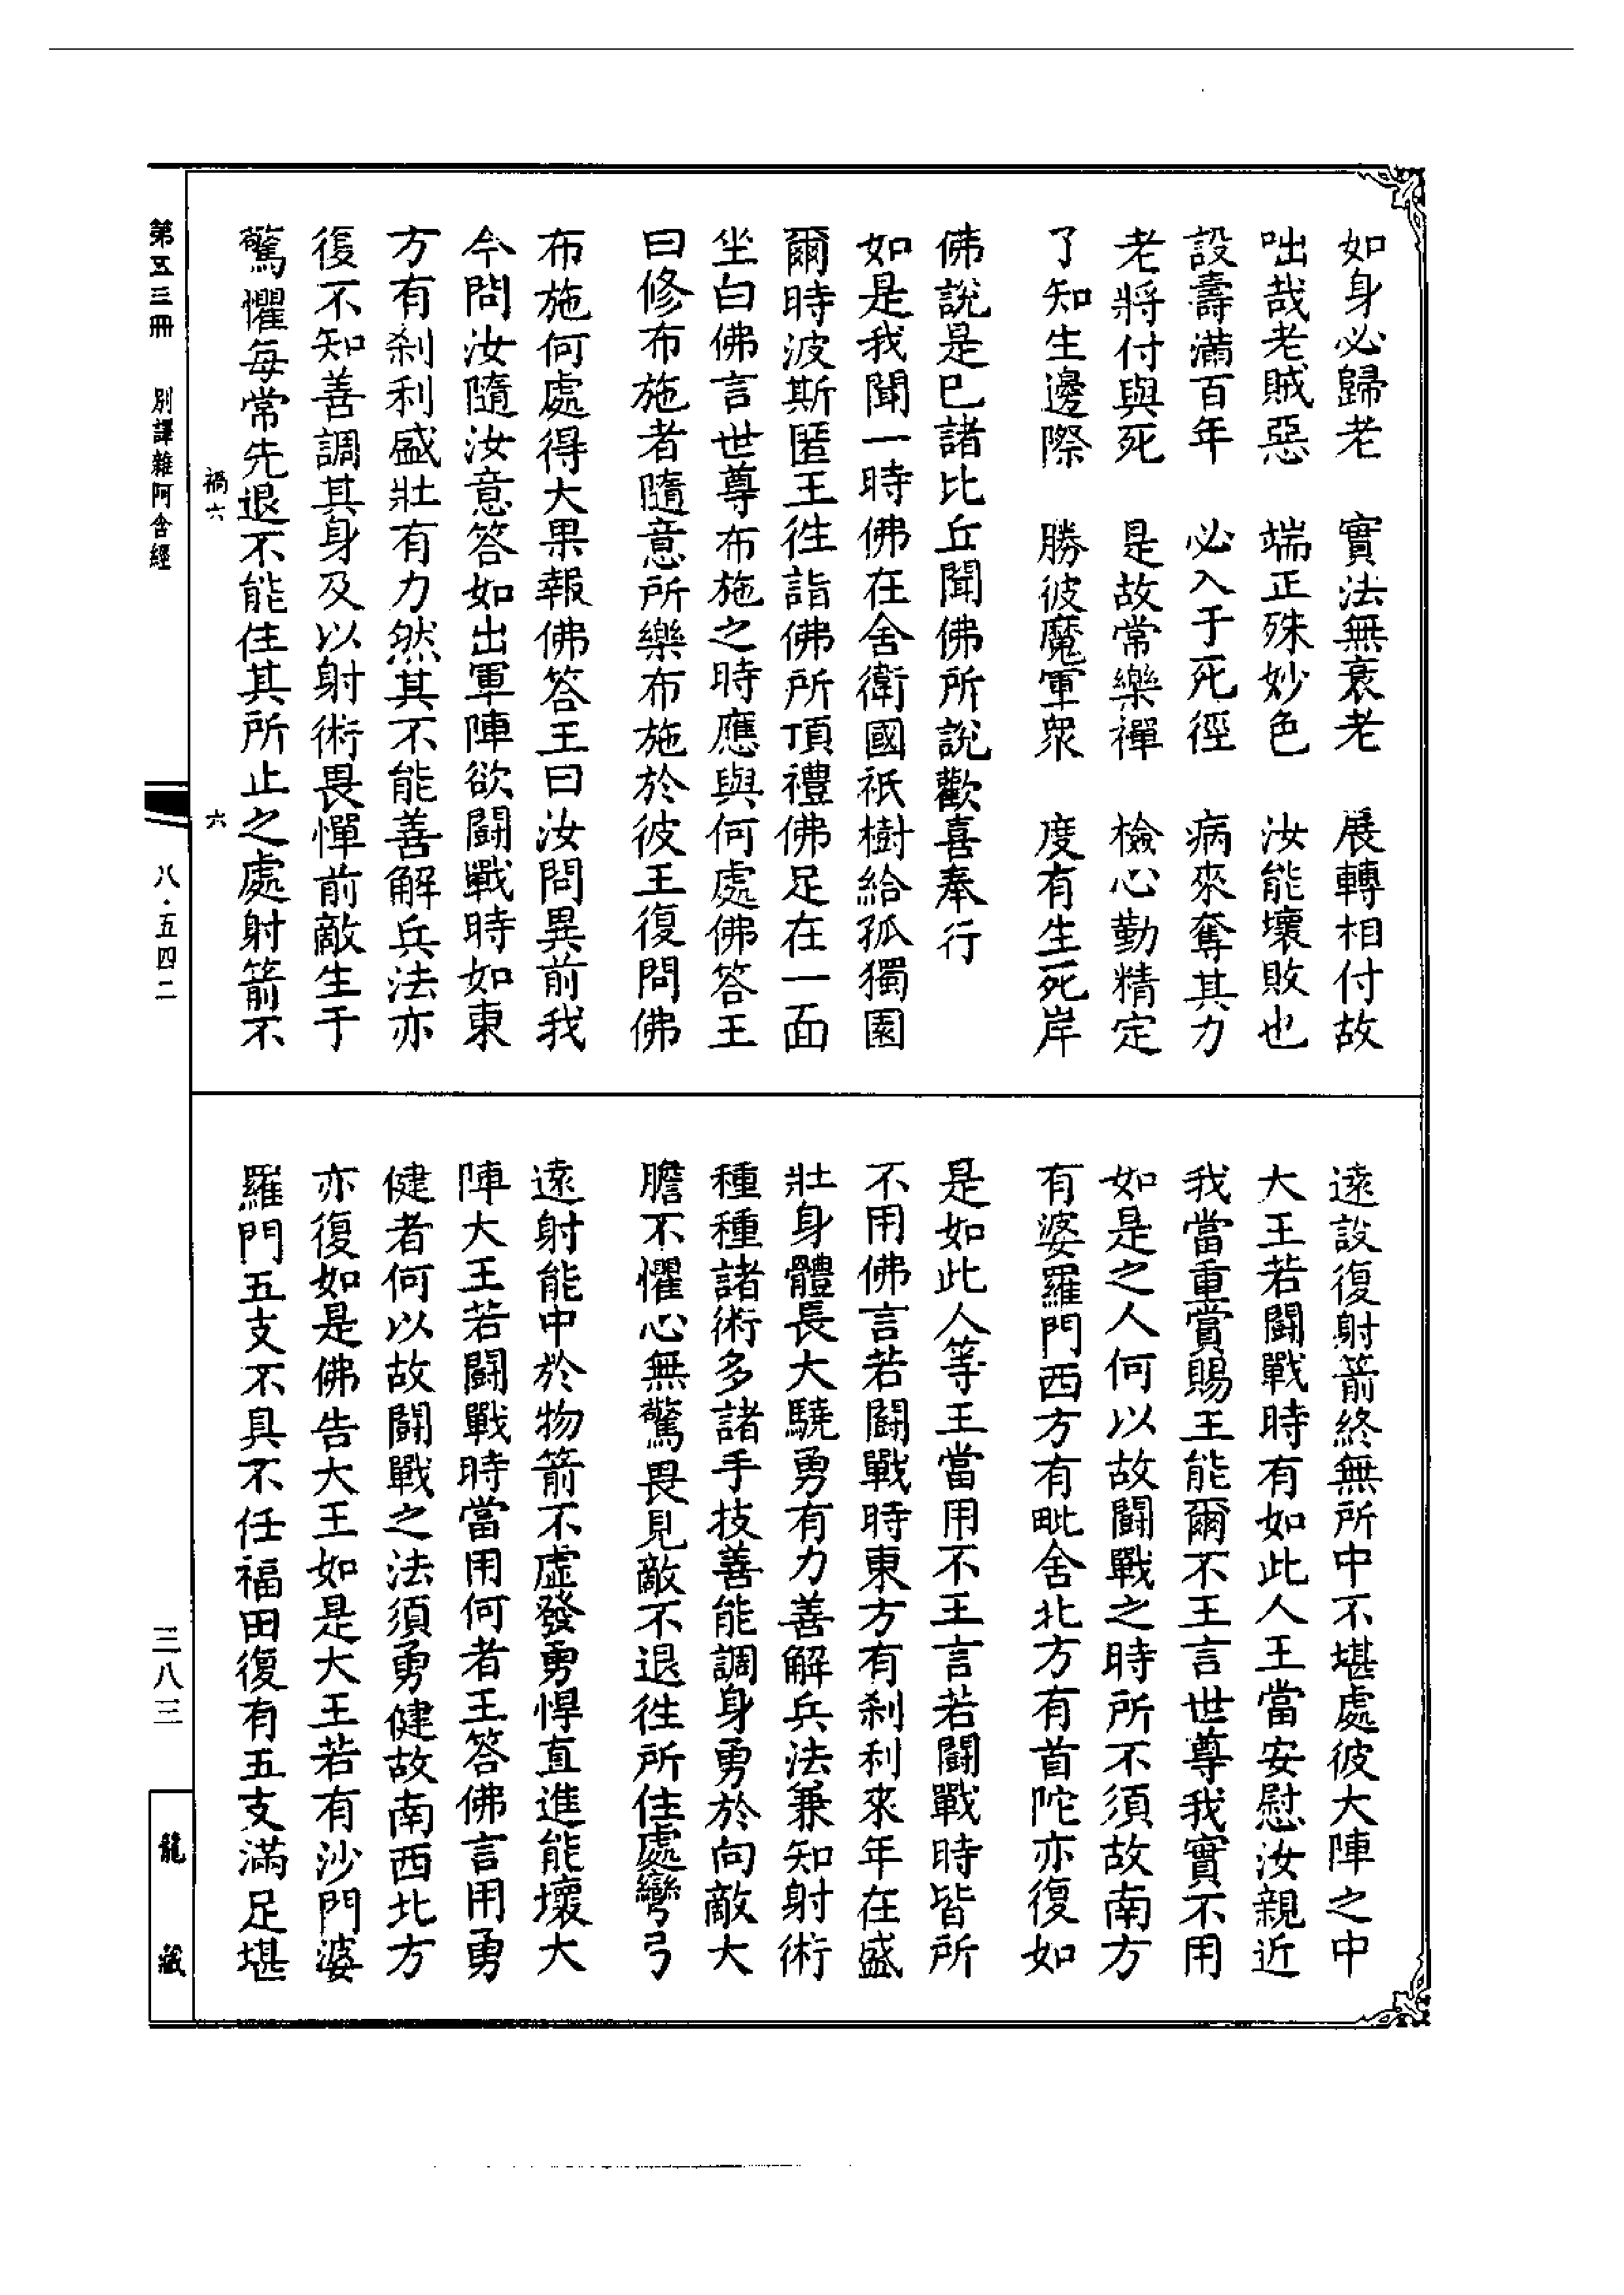 如身必歸老　實法無衰老　展轉相付故
咄哉老賊惡　端正殊妙色　汝能壞敗也
設壽滿百年　必入于死徑　病來奪其力
老將付與死　是故常樂禪　檢心勤精定
了知生邊際　勝彼魔軍衆　度有生死岸
佛說是已諸比丘聞佛所說歡喜奉行
如是我聞一時佛在舍衛國祇樹給孤獨園
爾時波斯匿王徃詣佛所頂禮佛足在一面
坐白佛言世尊布施之時應與何處佛答王
曰修布施者隨意所樂布施於彼王復問佛
布施何處得大果報佛答王曰汝問異前我
今問汝隨汝意答如出軍陣欲鬬戰時如東
方有刹利盛壯有力然其不能善解兵法亦
復不知善調其身及以射術畏憚前敵生于
驚懼每常先退不能住其所止之處射箭不
遠設復射箭終無所中不堪處彼大陣之中
大王若鬬戰時有如此人王當安慰汝親近
我當重賞賜王能爾不王言世尊我實不用
如是之人何以故鬬戰之時所不須故南方
有婆羅門西方有毗舍北方有首陀亦復如
是如此人等王當用不王言若鬬戰時皆所
不用佛言若鬬戰時東方有刹利來年在盛
壯身體長大驍勇有力善解兵法兼知射術
種種諸術多諸手技善能調身勇於向敵大
膽不懼心無驚畏見敵不退徃所住處彎弓
遠射能中於物箭不虛發勇悍直進能壞大
陣大王若鬬戰時當用何者王答佛言用勇
健者何以故鬬戰之法須勇健故南西北方
亦復如是佛告大王如是大王若有沙門婆
羅門五支不具不任福田復有五支滿足堪
禍六　六
第五三冊　別譯雜阿含經　八·五四二　三八三　龍藏